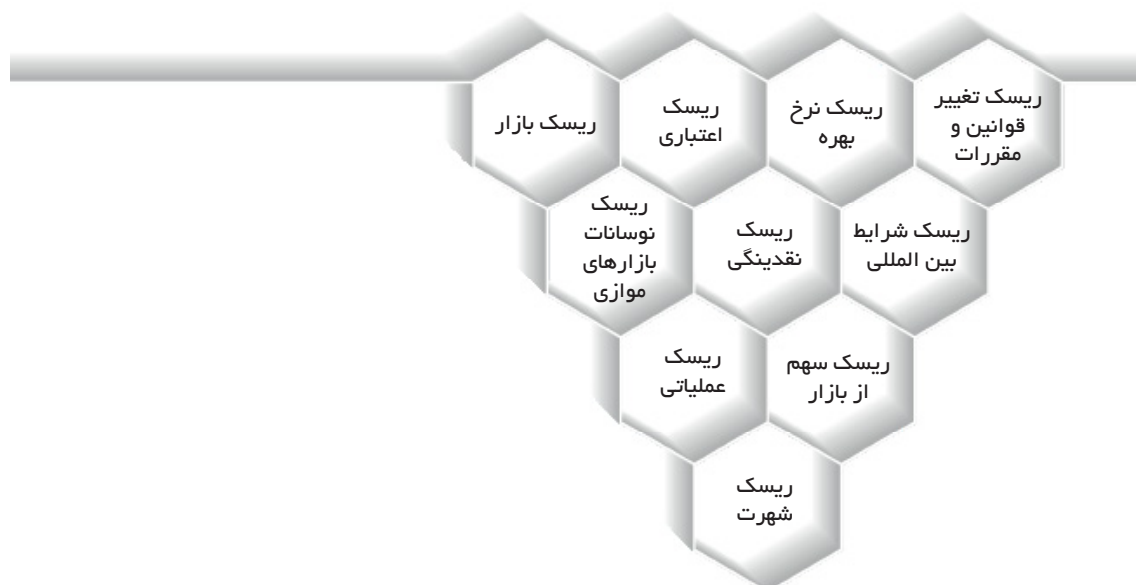 ریسک تغییر
قوانین و
مقررات
ریسک نرخ
بهره
ریسک
اعتباری
ریسک بازار
ریسک شرایط
بین المللی
ریسک
نقدینگی
ریسک
نوسانات
بازارهای
موازی
ریسک سهم
از بازار
ریسک
عملیاتی
ریسک
شهرت